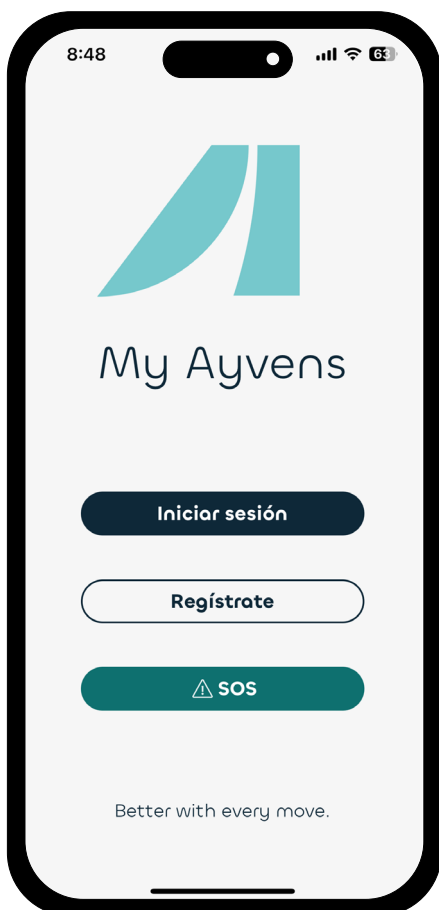 8:48
63
My Ayvens
Iniciar sesión
Regístrate
SOS
Better with every move.